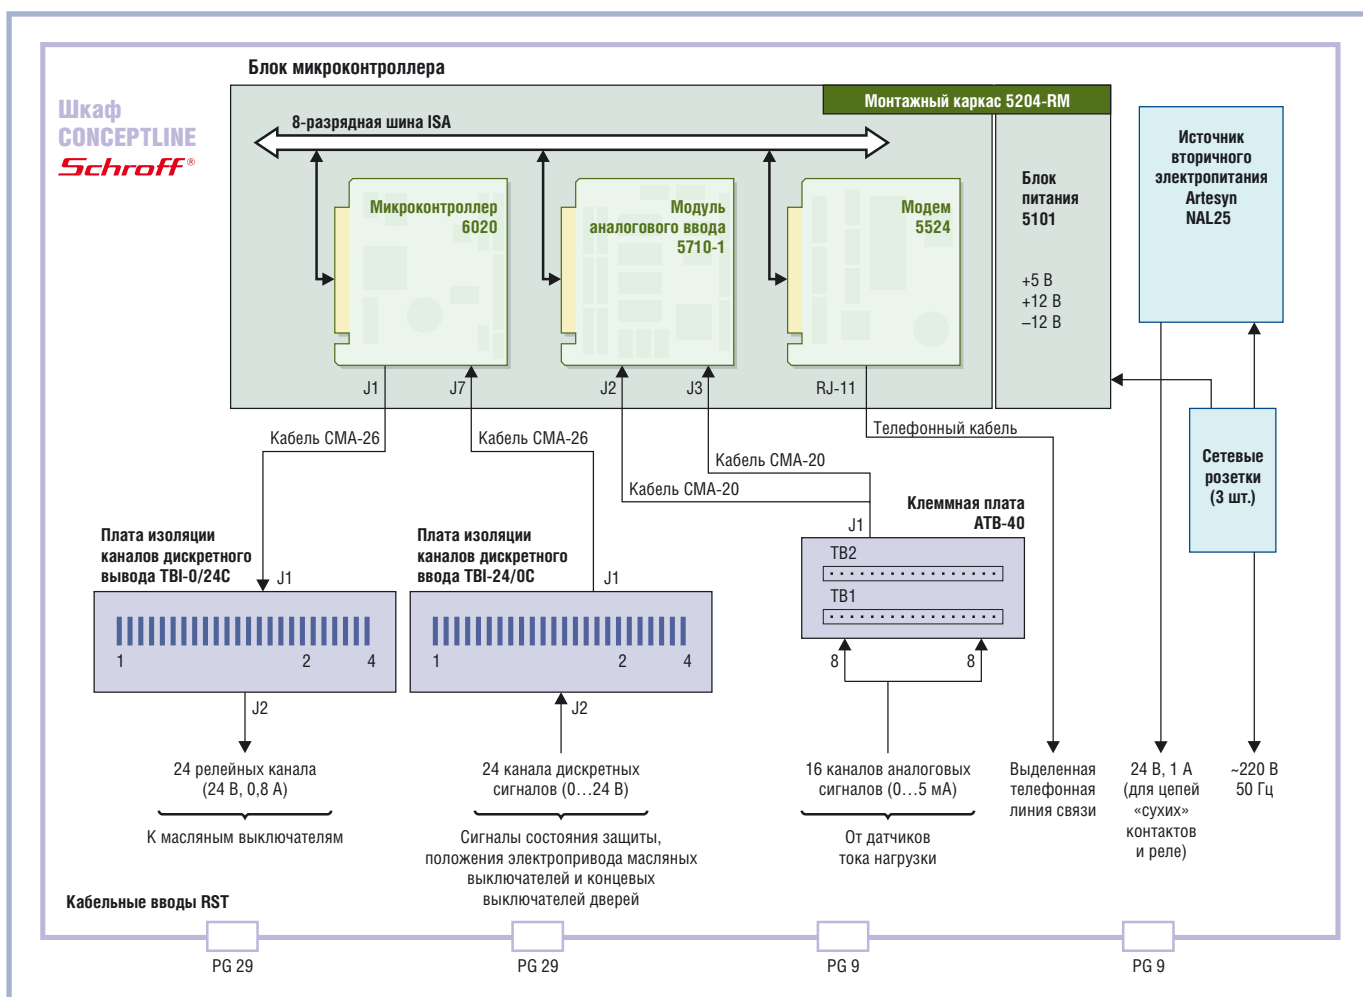 Блок микроконтроллера
Шкаф
CONCEPTLINE
Schroff®
Монтажный каркас 5204-RM
8-разрядная шина ISA
Микроконтроллер
6020
Модуль
аналогового ввода
5710-1
Модем
5524
Блок
питания
5101
+5 В
+12 В
–12 В
Источник
вторичного
электропитания
Artesyn
NAL25
J1
J7
J2
J3
RJ-11
Кабель CMA-26
Кабель CMA-26
Кабель CMA-20
Кабель CMA-20
Телефонный кабель
Сетевые
розетки
(3 шт.)
Плата изоляции
каналов дискретного
вывода TBI-0/24C
J1
Плата изоляции
каналов дискретного
ввода TBI-24/0C
J1
Клеммная плата
ATB-40
J1
TB2
TB1
1 2 4
1 2 4
8 8
J2
J2
24 релейных канала
(24 В, 0,8 А)
К масляным выключателям
24 канала дискретных
сигналов (0...24 В)
Сигналы состояния защиты,
положения электропривода масляных
выключателей и концевых
выключателей дверей
16 каналов аналоговых
сигналов (0...5 мА)
От датчиков
тока нагрузки
Выделенная
телефонная
линия связи
24 В, 1 А
(для цепей
«сухих»
контактов
и реле)
~220 В
50 Гц
Кабельные вводы RST
PG 29
PG 29
PG 9
PG 9